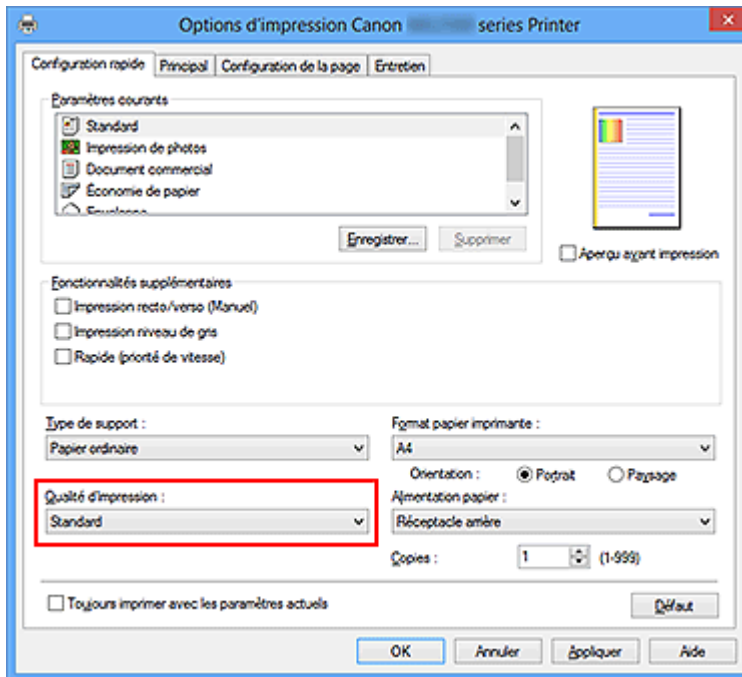 Options d'impression Canon series Printer
Configuration rapide Principal Configuration de la page Entretien
Paramètres courants
Standard
Impression de photos
Document commercial
Économie de papier
Enregistrer... Supprimer
Aperçu avant impression
Fonctionnalités supplémentaires
Impression recto/verso (Manuel)
Impression niveau de gris
Rapide (priorité de vitesse)
Type de support :
Papier ordinaire
Format papier imprimante :
A4
Orientation : Portrait Paysage
Qualité d'impression :
Standard
Alimentation papier :
Réceptacle arrière
Copies : 1 (1-999)
Toujours imprimer avec les paramètres actuels
Défaut
OK Annuler Appliquer Aide